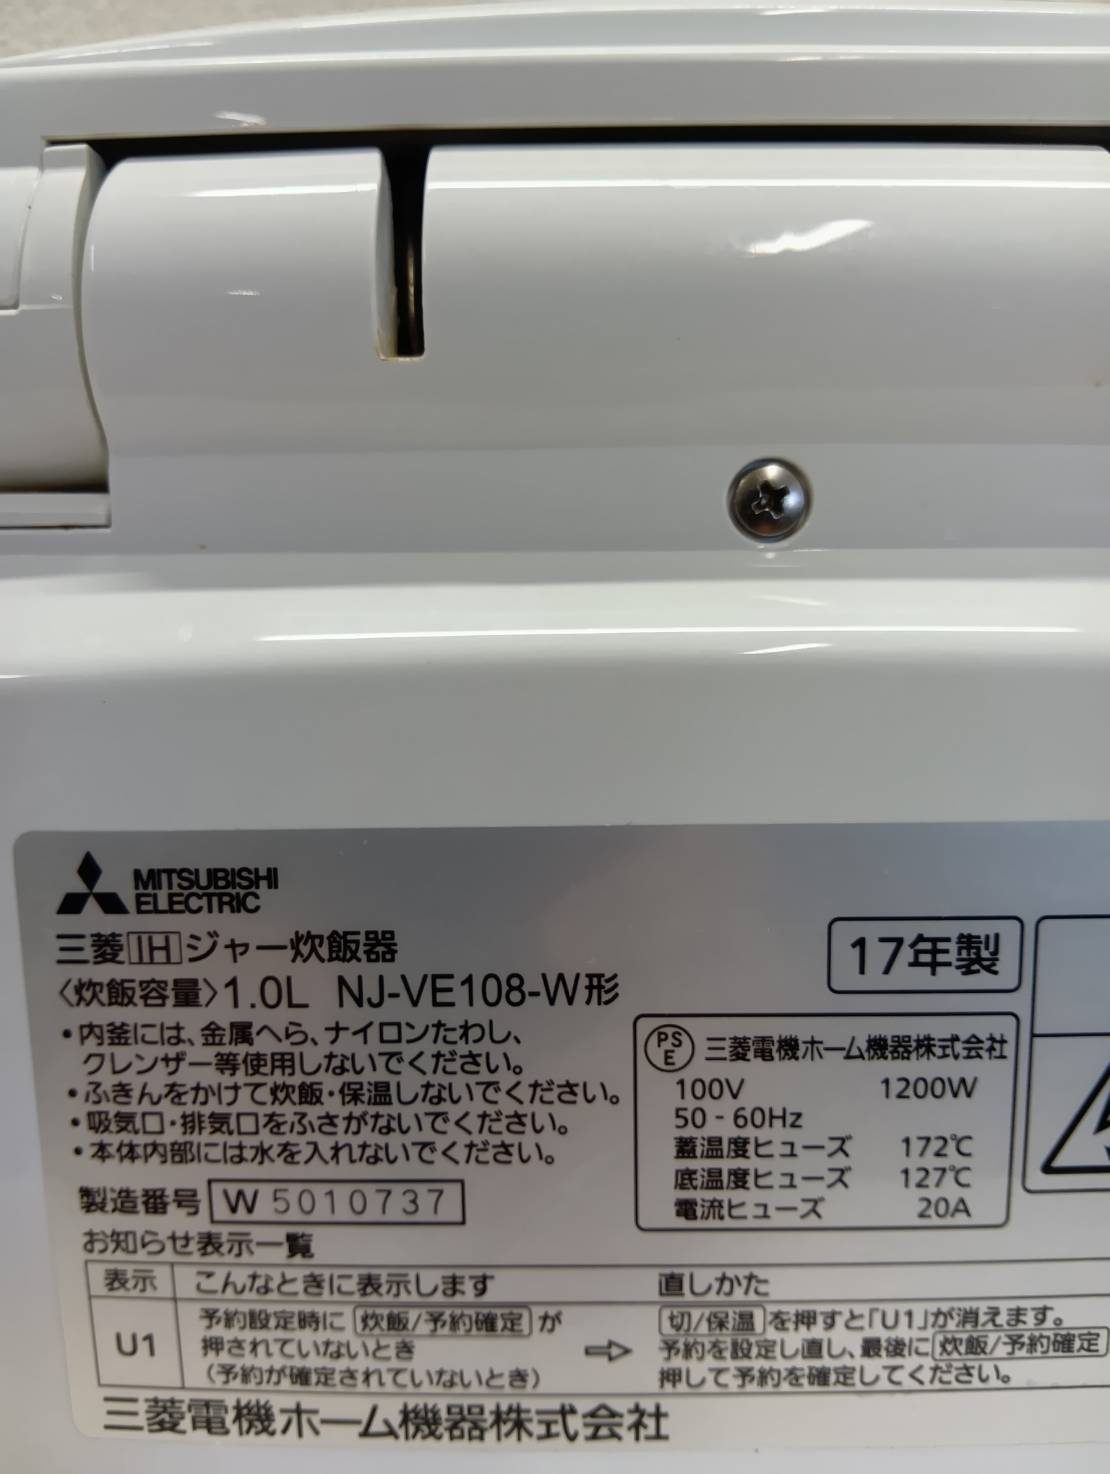 MITSUBISHI
ELECTRIC
三菱IHジャー炊飯器
〈炊飯容量〉1.0L NJ-VE108-W形
17年製
・内釜には、金属へら、ナイロンたわし、
クレンザー等使用しないでください。
・ふきんをかけて炊飯・保温しないでください。
・吸気口・排気口をふさがないでください。
・本体内部には水を入れないでください。
製造番号 W 5010737
PS
E
三菱電機ホーム機器株式会社
100V 1200W
50 - 60Hz
蓋温度ヒューズ 172℃
底温度ヒューズ 127℃
電流ヒューズ 20A
お知らせ表示一覧
表示 こんなときに表示します 直しかた
U1
予約設定時に 炊飯/予約確定 が
押されていないとき
(予約が確定されていないとき)
⇨
切/保温 を押すと「U1」が消えます。
予約を設定し直し、最後に 炊飯/予約確定
押して予約を確定してください。
三菱電機ホーム機器株式会社